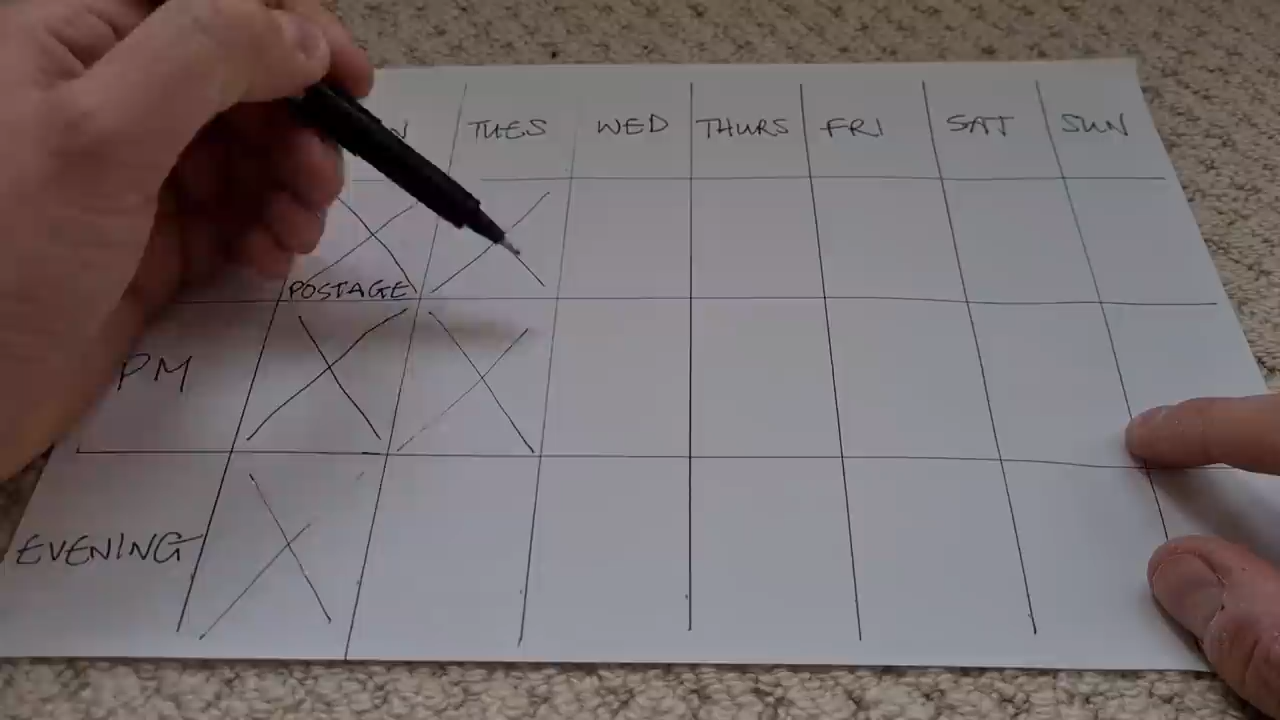 TUES WED THURS FRI SAT SUN
POSTAGE
PM
EVENING